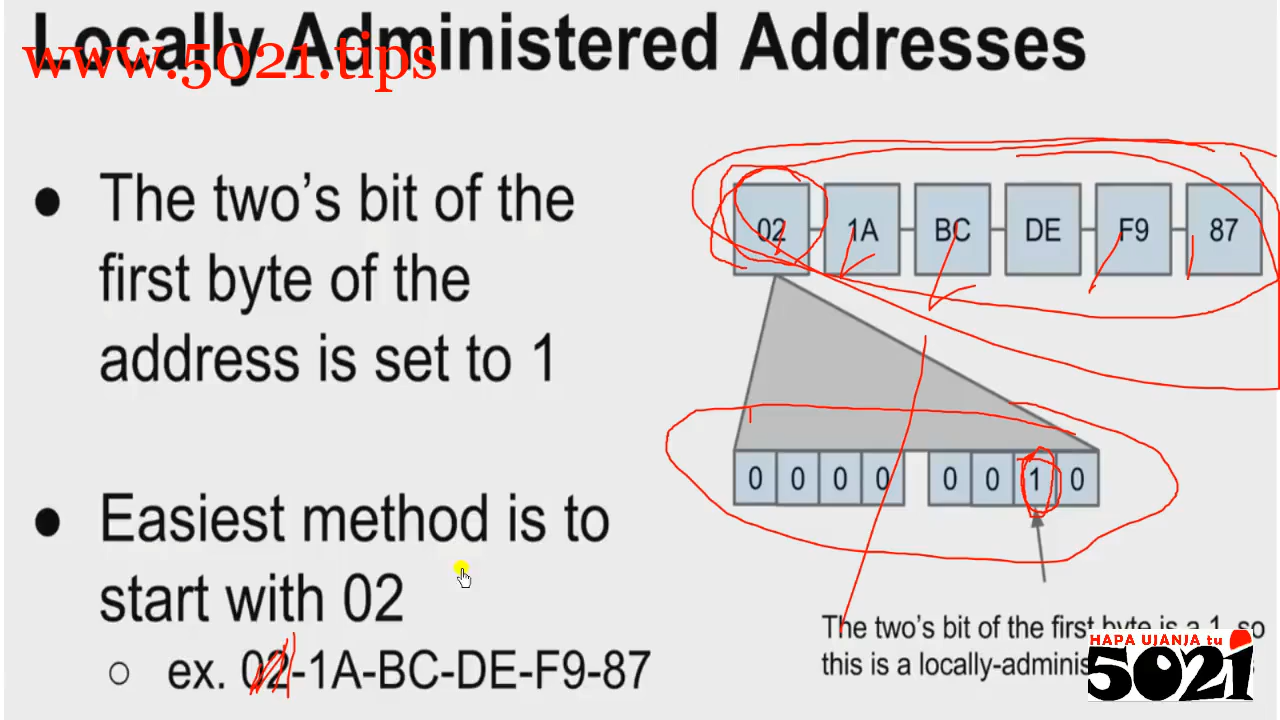 Locally Administered Addresses
www.5021.tips
● The two's bit of the
first byte of the
address is set to 1
● Easiest method is to
start with 02
○ ex. 02-1A-BC-DE-F9-87
02 1A BC DE F9 87
0 0 0 0 0 0 1 0
The two's bit of the first byte is a 1, so
this is a locally-adminis
HAPA UJANJA tu
5021